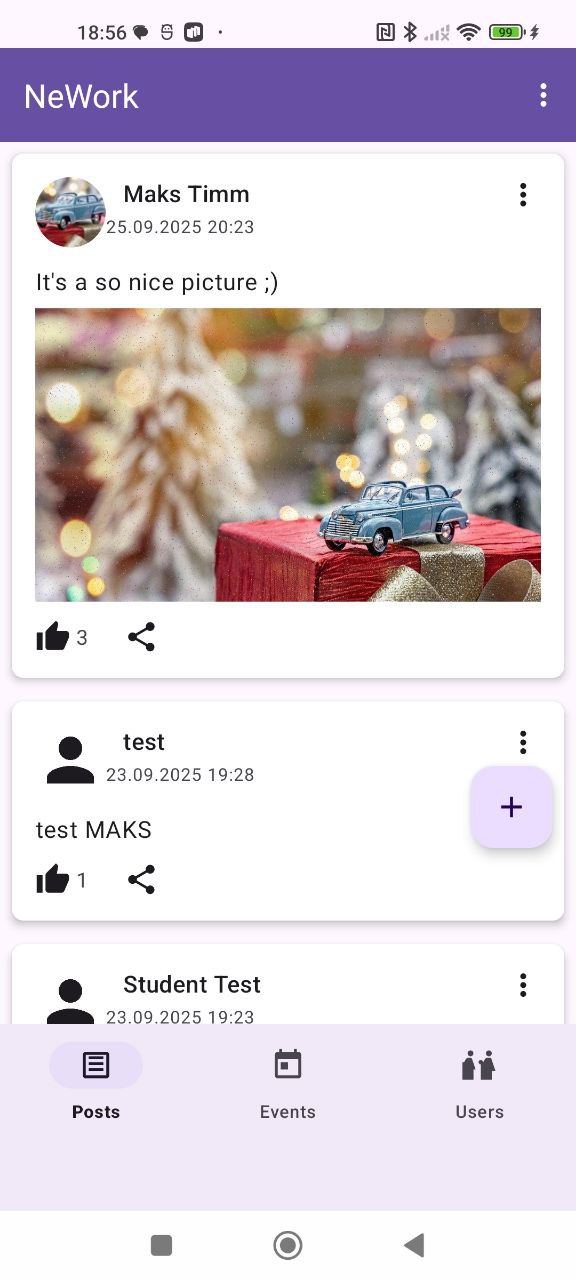 18:56
99
NeWork
Maks Timm
25.09.2025 20:23
It's a so nice picture ;)
3
test
23.09.2025 19:28
+
test MAKS
1
Student Test
23.09.2025 19:23
Posts
Events
Users